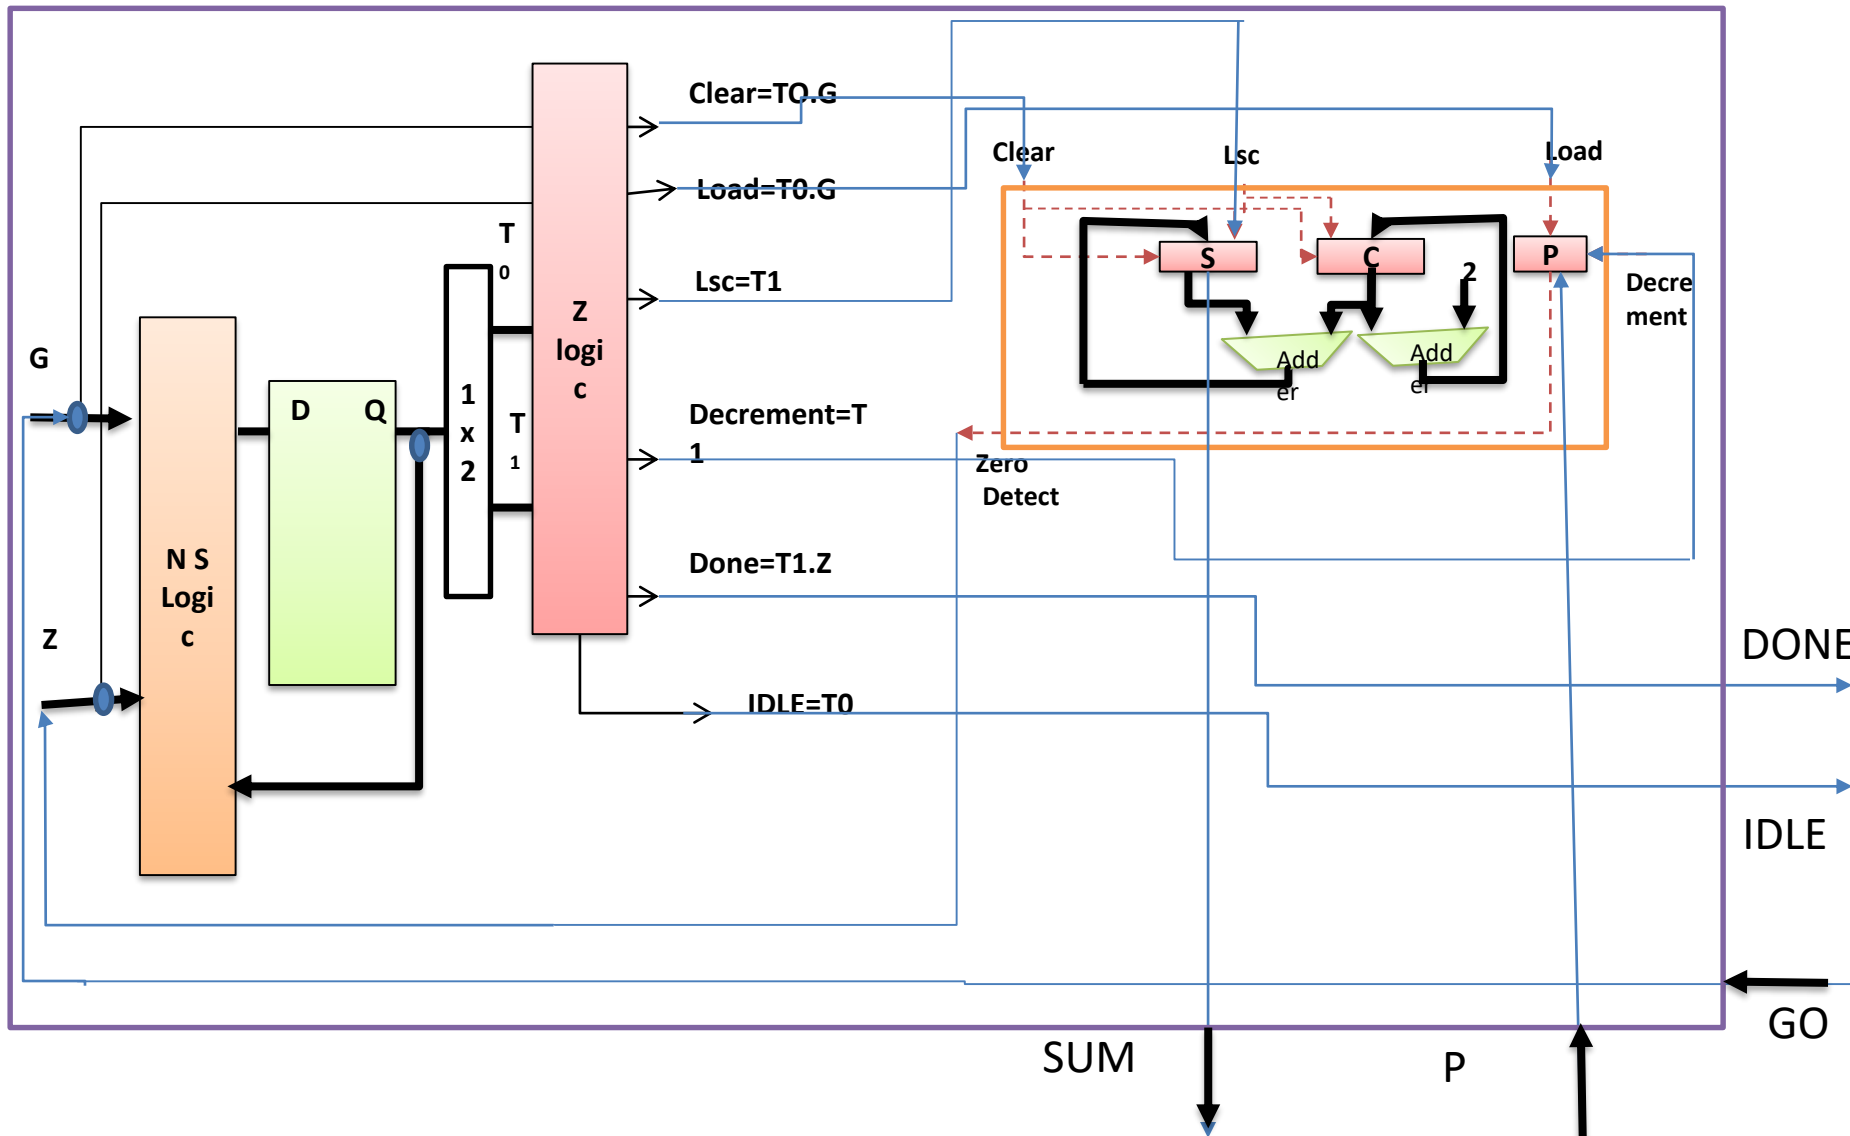 Clear=TO.G
Load=T0.G
Lsc=T1
Decrement=T
1
Done=T1.Z
IDLE=T0
Clear
Lsc
Load
S
C
P
2
Decre
ment
Add
er
Add
er
Zero
Detect
T
0
T
1
Z
logi
c
G
D
Q
1
x
2
N S
Logi
c
Z
DONE
IDLE
GO
SUM
P